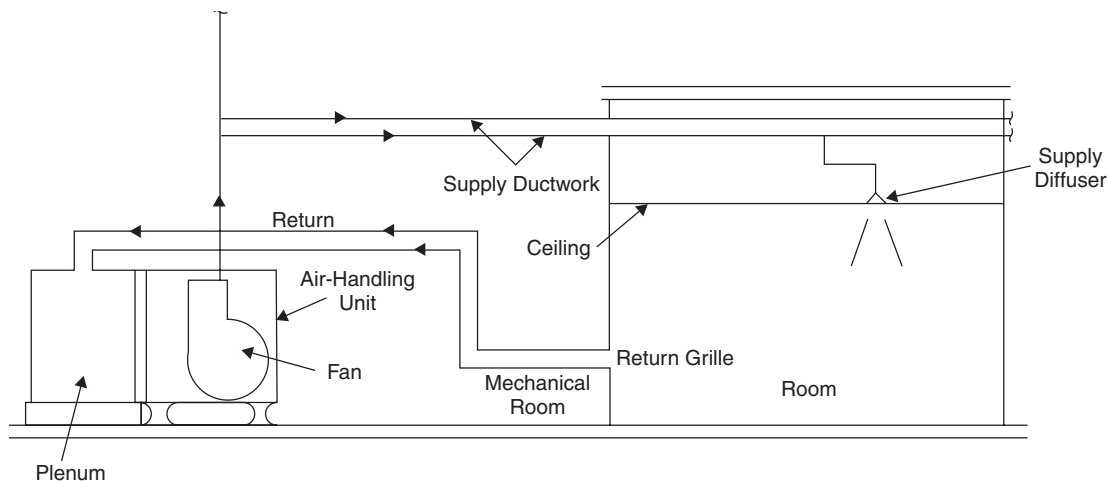 Supply
Diffuser
Supply Ductwork
Return
Ceiling
Air-Handling
Unit
Return Grille
Fan
Mechanical
Room
Room
Plenum